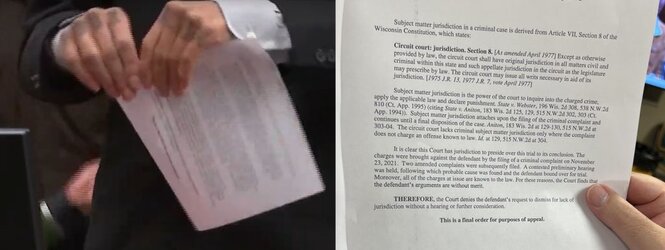 Subject matter jurisdiction in a criminal case is derived from Article VII, Section 8 of the
Wisconsin Constitution, which states:
Circuit court: jurisdiction. Section 8. [As amended April 1977] Except as otherwise
provided by law, the circuit court shall have original jurisdiction in all matters civil and
criminal within this state and such appellate jurisdiction in the circuit as the legislature
may prescribe by law. The circuit court may issue all writs necessary in aid of its
jurisdiction. [1975 J.R. 13, 1977 J.R. 7, vote April 1977]
Subject matter jurisdiction is the power of the court to inquire into the charged crime,
apply the applicable law and declare punishment. State v. Webster, 196 Wis. 2d 308, 538 N.W.2d
810 (Ct. App. 1995) (citing State v. Aniton, 183 Wis. 2d 125, 129, 515 N.W.2d 302, 303 (Ct.
App. 1994)). Subject matter jurisdiction attaches upon the filing of the criminal complaint and
continues until a final disposition of the case. Aniton, 183 Wis. 2d at 129-130, 515 N.W.2d at
303-04. The circuit court lacks criminal subject matter jurisdiction only where the complaint
does not charge an offense known to law. Id. at 129, 515 N.W.2d at 304.
It is clear this Court has jurisdiction to preside over this trial to its conclusion. The
charges were brought against the defendant by the filing of a criminal complaint on November
23, 2021. Two amended complaints were subsequently filed. A contested preliminary hearing
was held, following which probable cause was found and the defendant bound over for trial.
Moreover, all of the charges at issue are known to the law. For these reasons, the Court finds that
the defendant's arguments are without merit.
THEREFORE, the Court denies the defendant's request to dismiss for lack of
jurisdiction without a hearing or further consideration.
This is a final order for purposes of appeal.